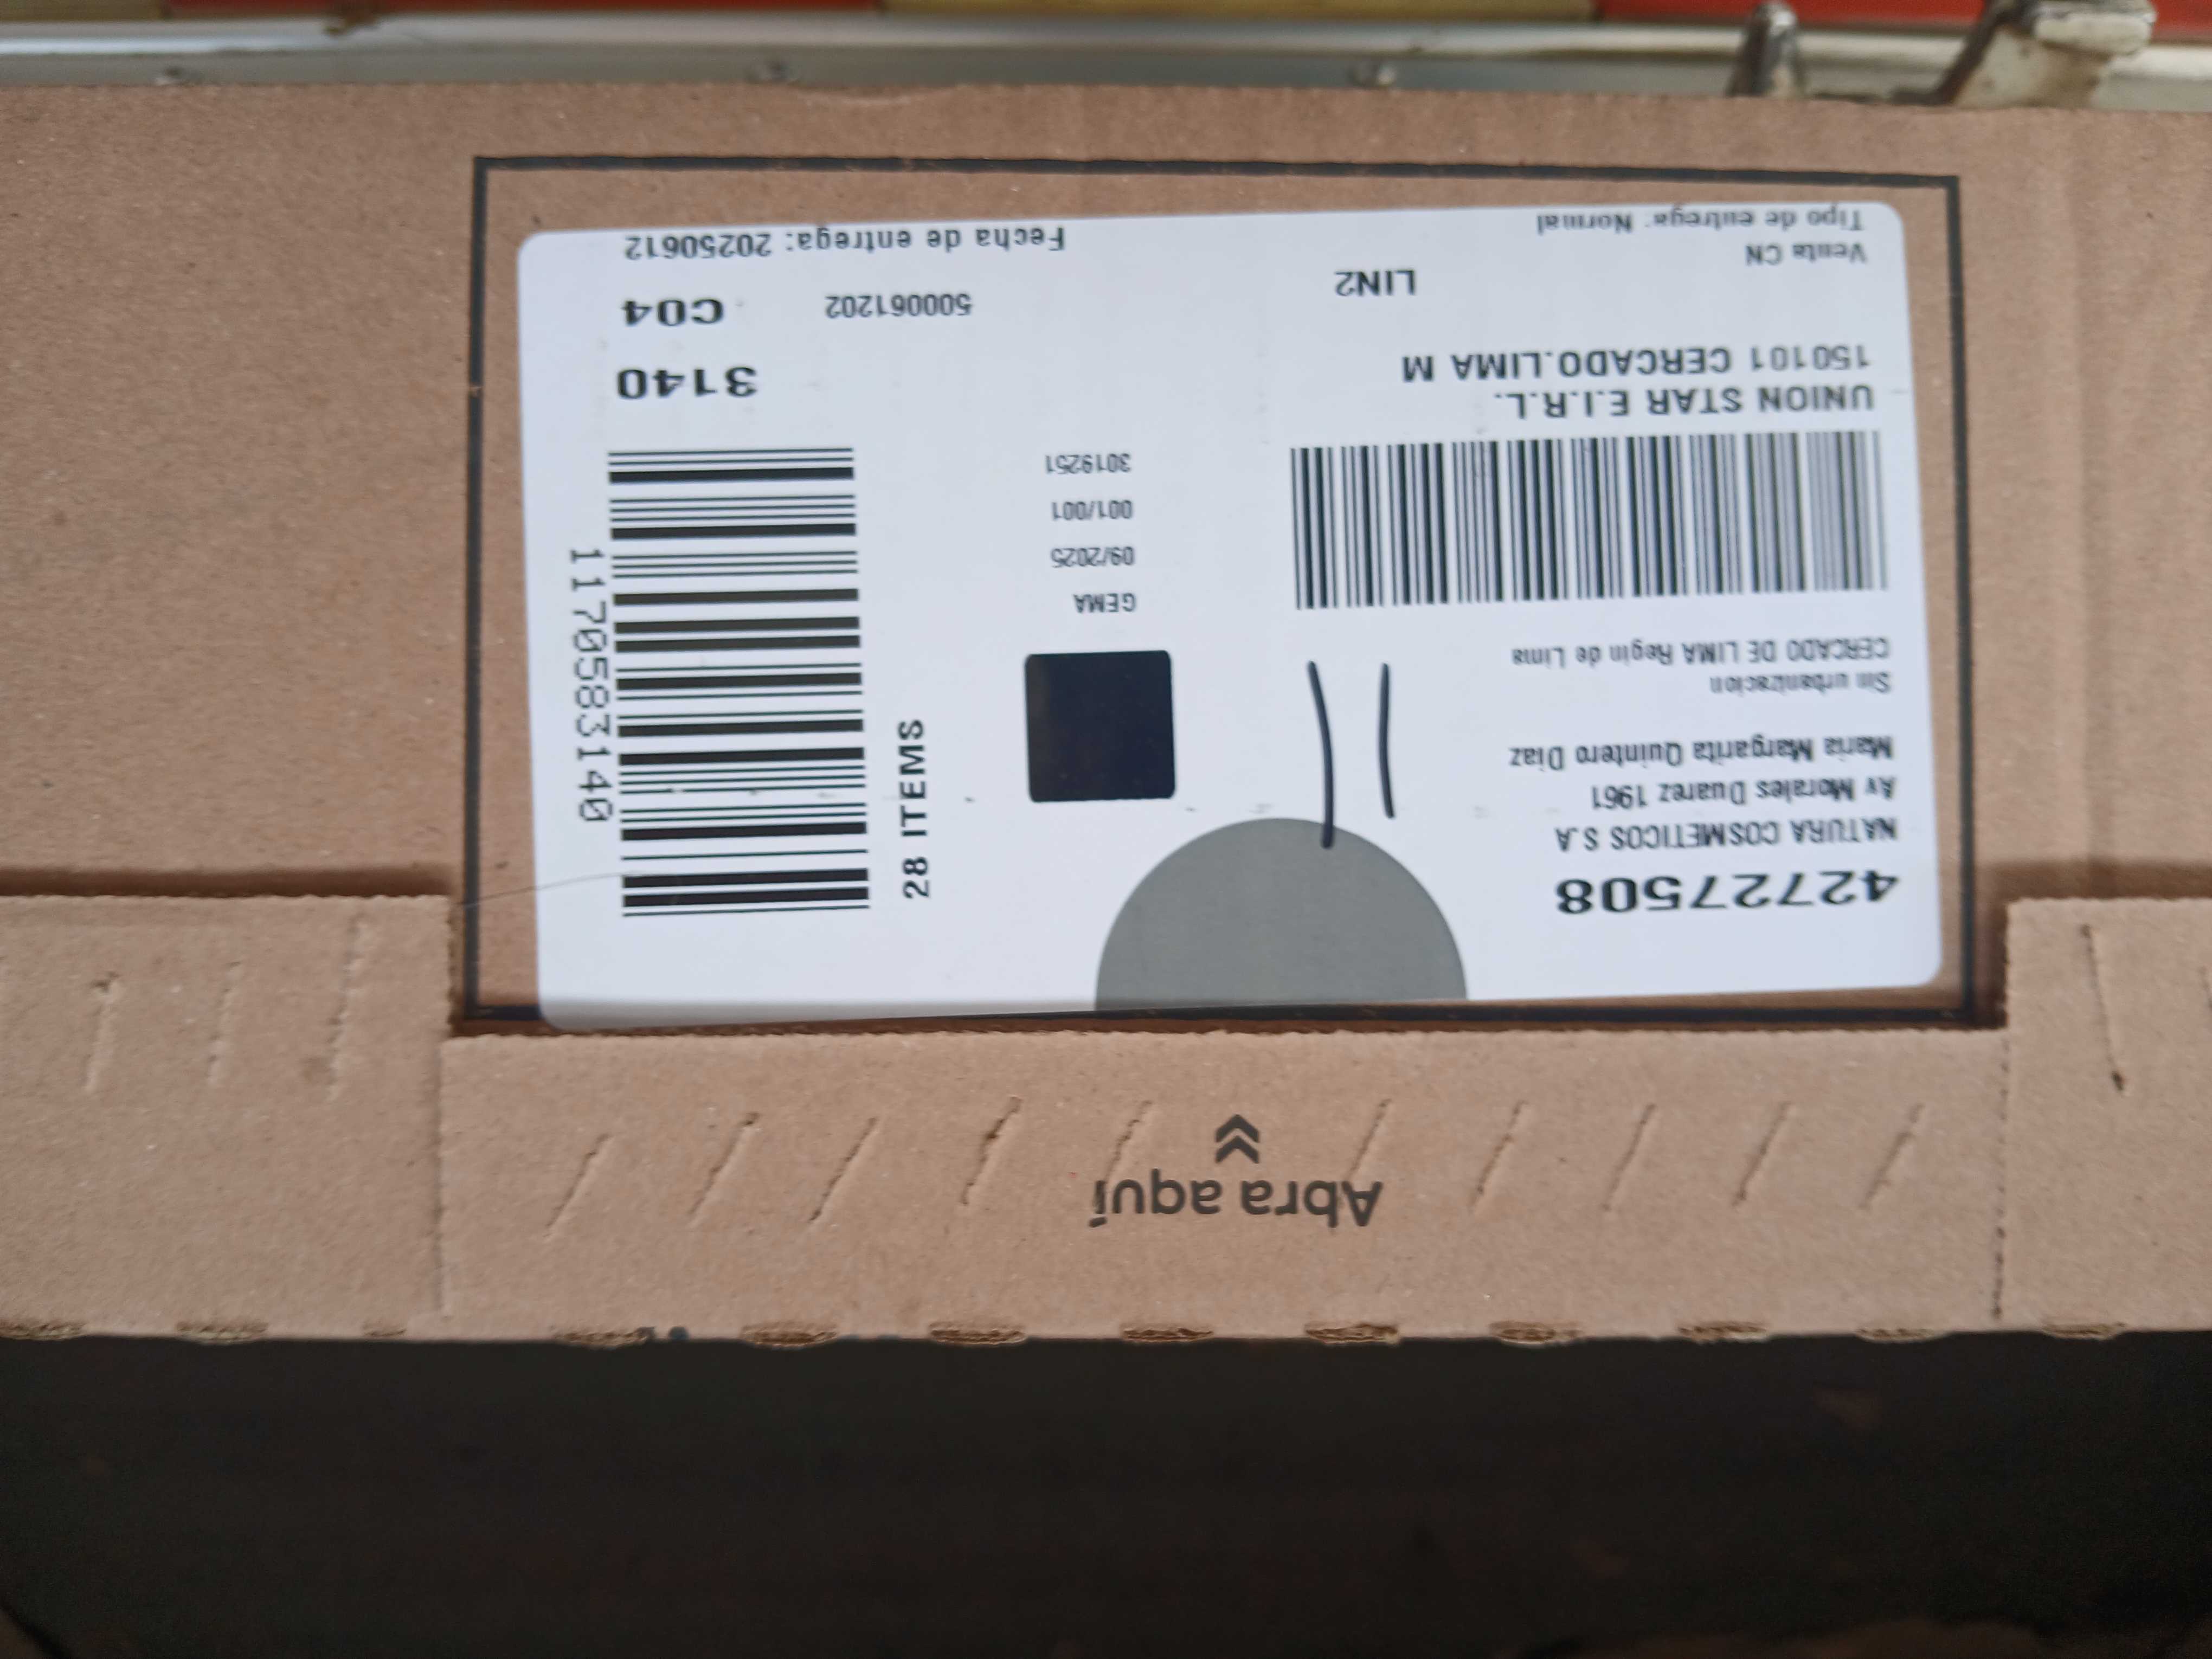 Abra aquí
42727508
NATURA COSMETICOS S.A
Av Morales Duarez 1961
Maria Margarita Quintero Diaz
Sin urbanizacion
CERCADO DE LIMA Regin de Lima
UNION STAR E.I.R.L.
150101 CERCADO.LIMA M
LIN2
Venta CN
Tipo de entrega: Normal
GEMA
09/2025
001/001
3019251
28 ITEMS
1170583140
3140
500061202 C04
Fecha de entrega: 20250612